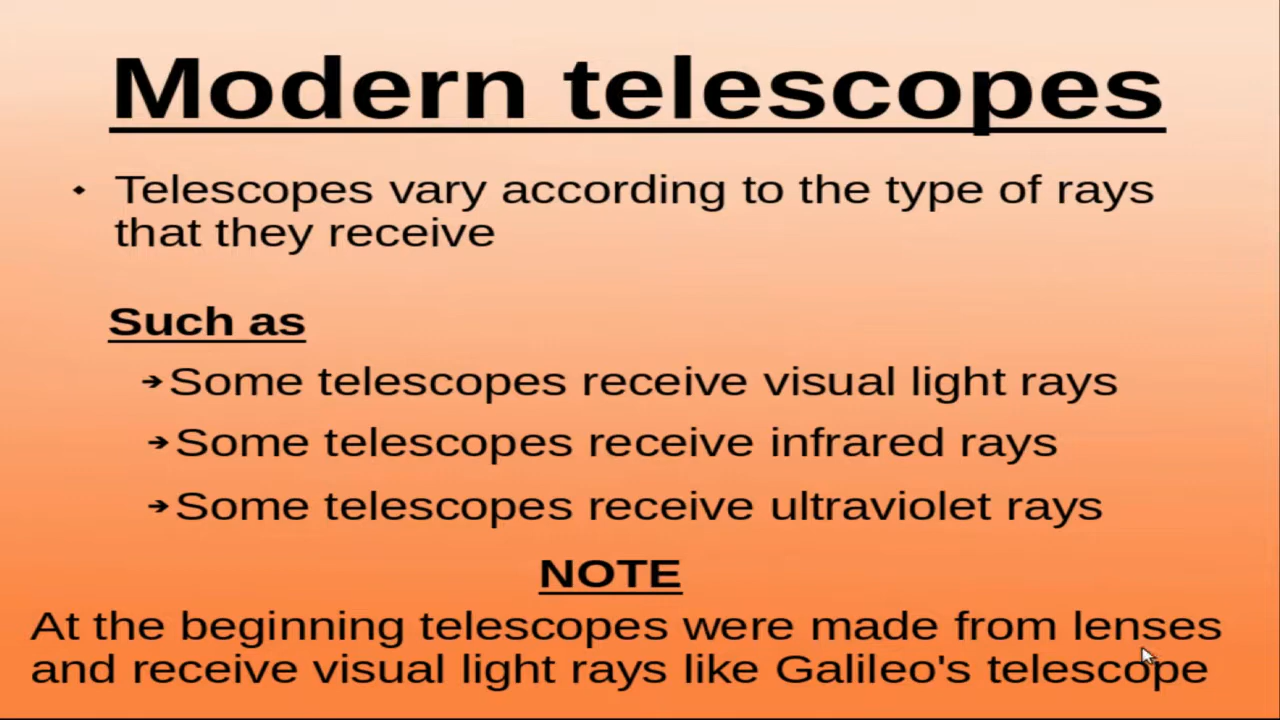 Modern telescopes
Telescopes vary according to the type of rays
that they receive
Such as
➔Some telescopes receive visual light rays
➔Some telescopes receive infrared rays
➔Some telescopes receive ultraviolet rays
NOTE
At the beginning telescopes were made from lenses
and receive visual light rays like Galileo's telescope